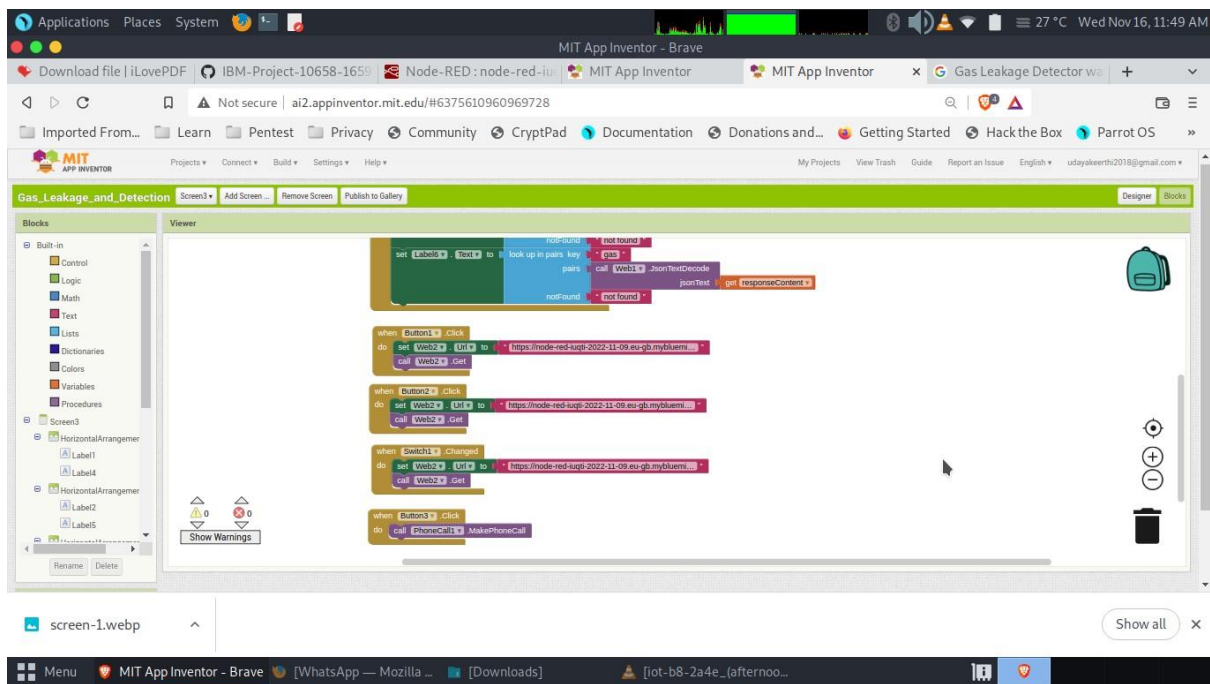 Applications Places System 27 °C Wed Nov 16, 11:49 AM
MIT App Inventor - Brave
Download file | iLovePDF IBM-Project-10658-1659 Node-RED : node-red-iu MIT App Inventor MIT App Inventor × G Gas Leakage Detector wa +
Not secure ai2.appinventor.mit.edu/#6375610960969728
Imported From... Learn Pentest Privacy Community CryptPad Documentation Donations and... Getting Started Hack the Box Parrot OS »
MIT APP INVENTOR Projects Connect Build Settings Help My Projects View Trash Guide Report an Issue English udayakeerthi2018@gmail.com
Gas_Leakage_and_Detection Screen3 Add Screen ... Remove Screen Publish to Gallery Designer Blocks
Blocks Viewer
Built-in
Control
Logic
Math
Text
Lists
Dictionaries
Colors
Variables
Procedures
Screen3
HorizontalArrangemer
Label1
Label4
HorizontalArrangemer
Label2
Label5
Rename Delete
notFound " not found "
set Label6 . Text to look up in pairs key " gas "
pairs call Web1 .JsonTextDecode
jsonText get responseContent
notFound " not found "
when Button1 .Click
do set Web2 . Url to " https://node-red-iuqti-2022-11-09.eu-gb.mybluemi... "
call Web2 .Get
when Button2 .Click
do set Web2 . Url to " https://node-red-iuqti-2022-11-09.eu-gb.mybluemi... "
call Web2 .Get
when Switch1 .Changed
do set Web2 . Url to " https://node-red-iuqti-2022-11-09.eu-gb.mybluemi... "
call Web2 .Get
when Button3 .Click
do call PhoneCall1 .MakePhoneCall
0 0
Show Warnings
screen-1.webp Show all ×
Menu MIT App Inventor - Brave [WhatsApp — Mozilla ... [Downloads] [iot-b8-2a4e_(afternoo...